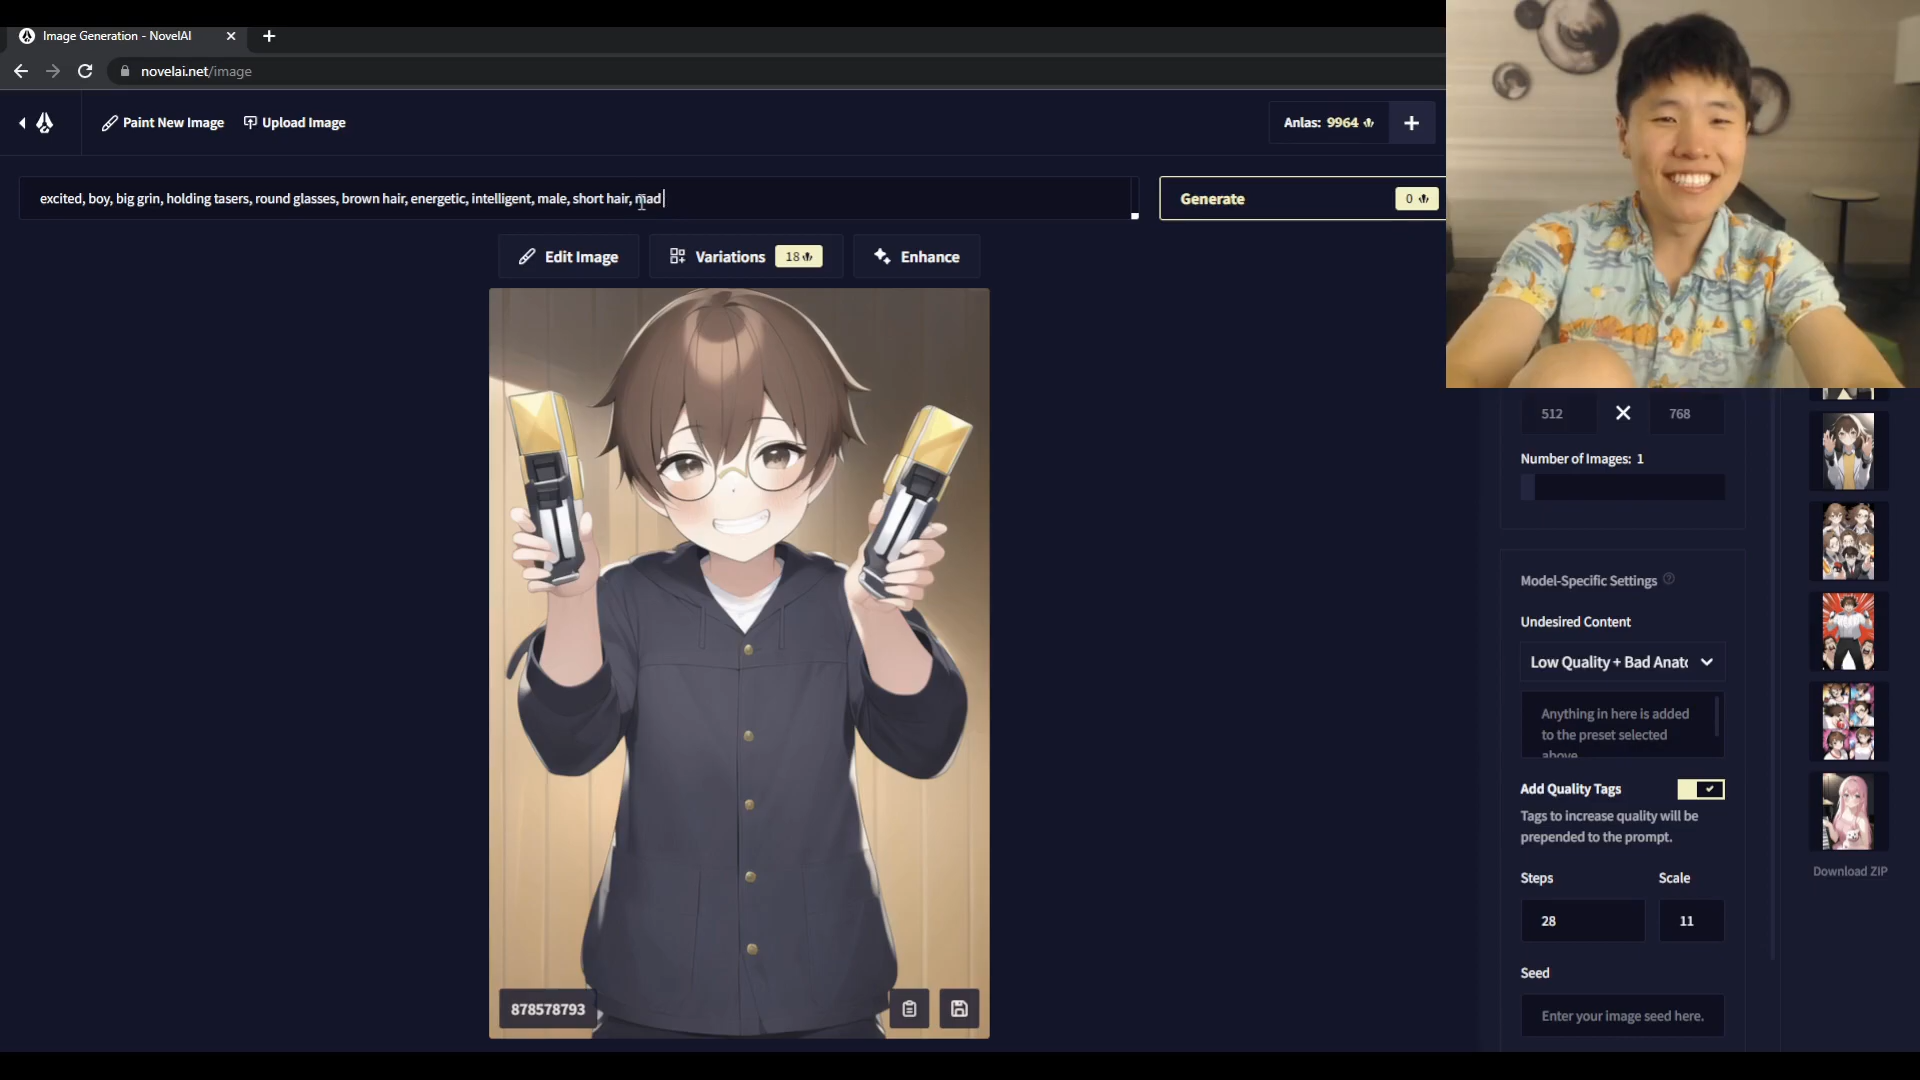 Image Generation - NovelAI
novelai.net/image
Paint New Image
Upload Image
Anlas: 9964
excited, boy, big grin, holding tasers, round glasses, brown hair, energetic, intelligent, male, short hair, mad
Generate
0
Edit Image
Variations
18
Enhance
512
768
Number of Images: 1
Model-Specific Settings
Undesired Content
Low Quality + Bad Anato
Anything in here is added
to the preset selected
above
Add Quality Tags
Tags to increase quality will be
prepended to the prompt.
Steps
Scale
28
11
Seed
Enter your image seed here.
878578793
Download ZIP